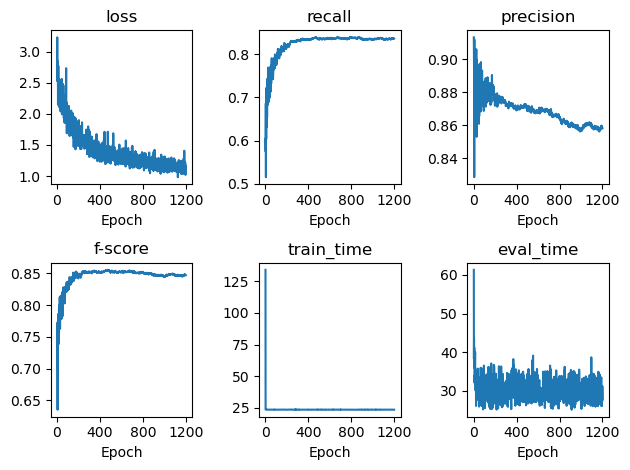 loss
3.0
2.5
2.0
1.5
1.0
0 400 800 1200
Epoch
recall
0.8
0.7
0.6
0.5
0 400 800 1200
Epoch
precision
0.90
0.88
0.86
0.84
0 400 800 1200
Epoch
f-score
0.85
0.80
0.75
0.70
0.65
0 400 800 1200
Epoch
train_time
125
100
75
50
25
0 400 800 1200
Epoch
eval_time
60
50
40
30
0 400 800 1200
Epoch